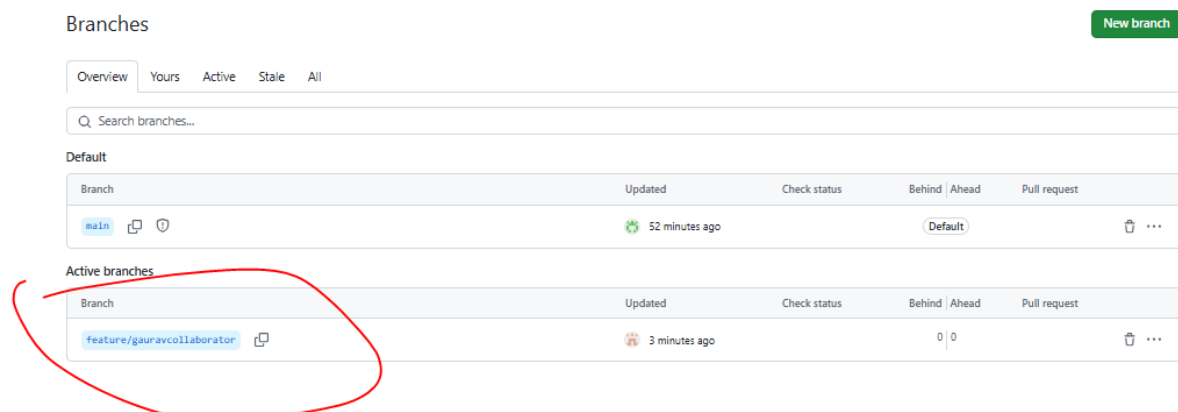 Branches
New branch
Overview Yours Active Stale All
Search branches...
Default
Branch Updated Check status Behind Ahead Pull request
main 52 minutes ago Default
Active branches
Branch Updated Check status Behind Ahead Pull request
feature/gauravcollaborator 3 minutes ago 0 0